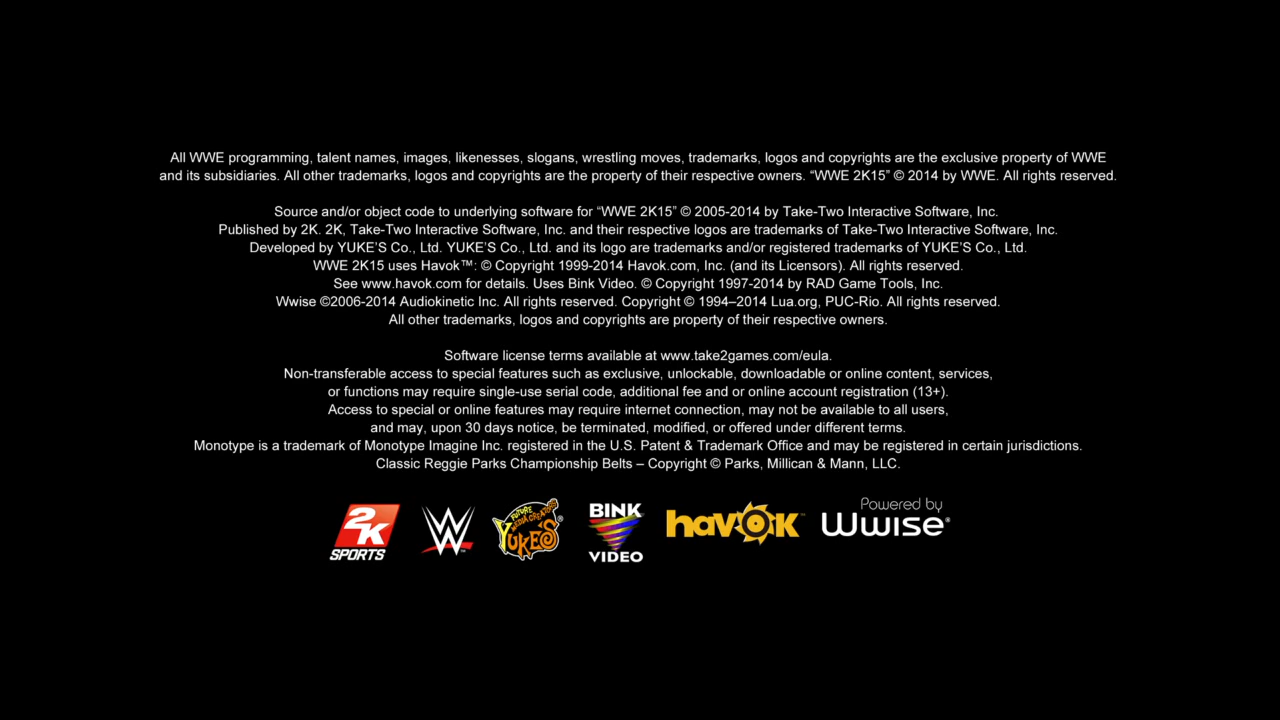 All WWE programming, talent names, images, likenesses, slogans, wrestling moves, trademarks, logos and copyrights are the exclusive property of WWE
and its subsidiaries. All other trademarks, logos and copyrights are the property of their respective owners. “WWE 2K15” © 2014 by WWE. All rights reserved.
Source and/or object code to underlying software for “WWE 2K15” © 2005-2014 by Take-Two Interactive Software, Inc.
Published by 2K. 2K, Take-Two Interactive Software, Inc. and their respective logos are trademarks of Take-Two Interactive Software, Inc.
Developed by YUKE’S Co., Ltd. YUKE’S Co., Ltd. and its logo are trademarks and/or registered trademarks of YUKE’S Co., Ltd.
WWE 2K15 uses Havok™: © Copyright 1999-2014 Havok.com, Inc. (and its Licensors). All rights reserved.
See www.havok.com for details. Uses Bink Video. © Copyright 1997-2014 by RAD Game Tools, Inc.
Wwise ©2006-2014 Audiokinetic Inc. All rights reserved. Copyright © 1994–2014 Lua.org, PUC-Rio. All rights reserved.
All other trademarks, logos and copyrights are property of their respective owners.
Software license terms available at www.take2games.com/eula.
Non-transferable access to special features such as exclusive, unlockable, downloadable or online content, services,
or functions may require single-use serial code, additional fee and or online account registration (13+).
Access to special or online features may require internet connection, may not be available to all users,
and may, upon 30 days notice, be terminated, modified, or offered under different terms.
Monotype is a trademark of Monotype Imagine Inc. registered in the U.S. Patent & Trademark Office and may be registered in certain jurisdictions.
Classic Reggie Parks Championship Belts – Copyright © Parks, Millican & Mann, LLC.
2K
SPORTS
W™
FUTURE
MEDIA CREATOR
YUKE'S®
BINK
VIDEO
havok™
Powered by
Wwise®